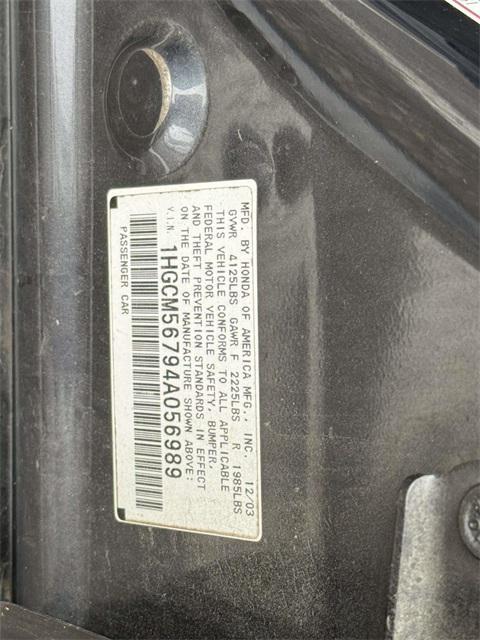 MFD. BY HONDA OF AMERICA MFG., INC. 12/03
GVWR 4125LBS GAWR F 2225LBS R 1985LBS
THIS VEHICLE CONFORMS TO ALL APPLICABLE
FEDERAL MOTOR VEHICLE SAFETY, BUMPER,
AND THEFT PREVENTION STANDARDS IN EFFECT
ON THE DATE OF MANUFACTURE SHOWN ABOVE:
V.I.N. 1HGCM56794A056989
PASSENGER CAR